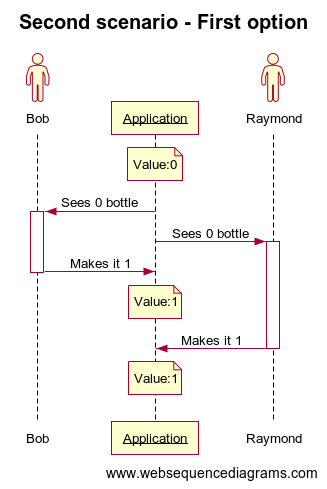 Second scenario - First option
Bob
Application
Raymond
Value:0
Sees 0 bottle
Sees 0 bottle
Makes it 1
Value:1
Makes it 1
Value:1
Bob
Application
Raymond
www.websequencediagrams.com